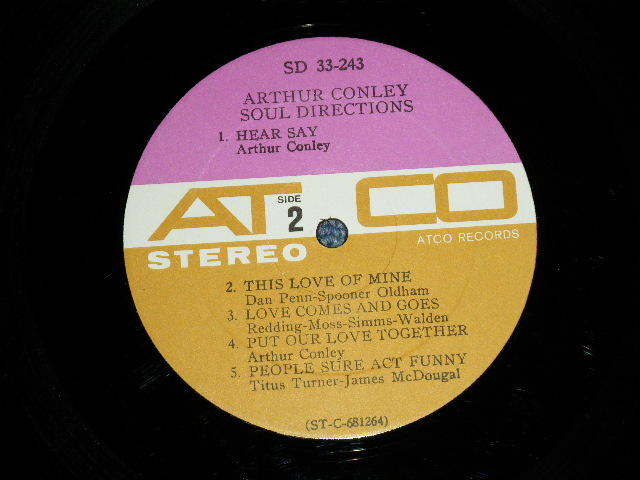 SD 33-243
ARTHUR CONLEY
SOUL DIRECTIONS
1. HEAR SAY
Arthur Conley
ATCO
SIDE
2
STEREO
ATCO RECORDS
2. THIS LOVE OF MINE
Dan Penn-Spooner Oldham
3. LOVE COMES AND GOES
Redding-Moss-Simms-Walden
4. PUT OUR LOVE TOGETHER
Arthur Conley
5. PEOPLE SURE ACT FUNNY
Titus Turner-James McDougal
(ST-C-681264)